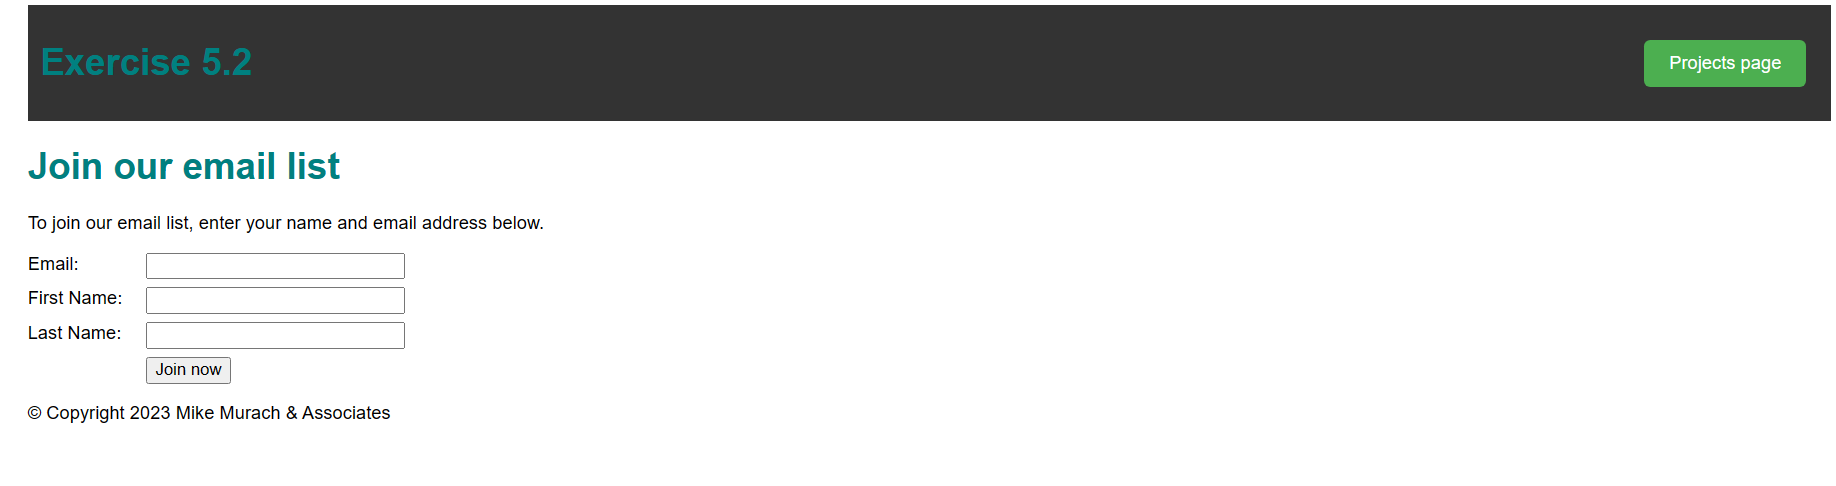 Exercise 5.2
Projects page
Join our email list
To join our email list, enter your name and email address below.
Email:
First Name:
Last Name:
Join now
© Copyright 2023 Mike Murach & Associates